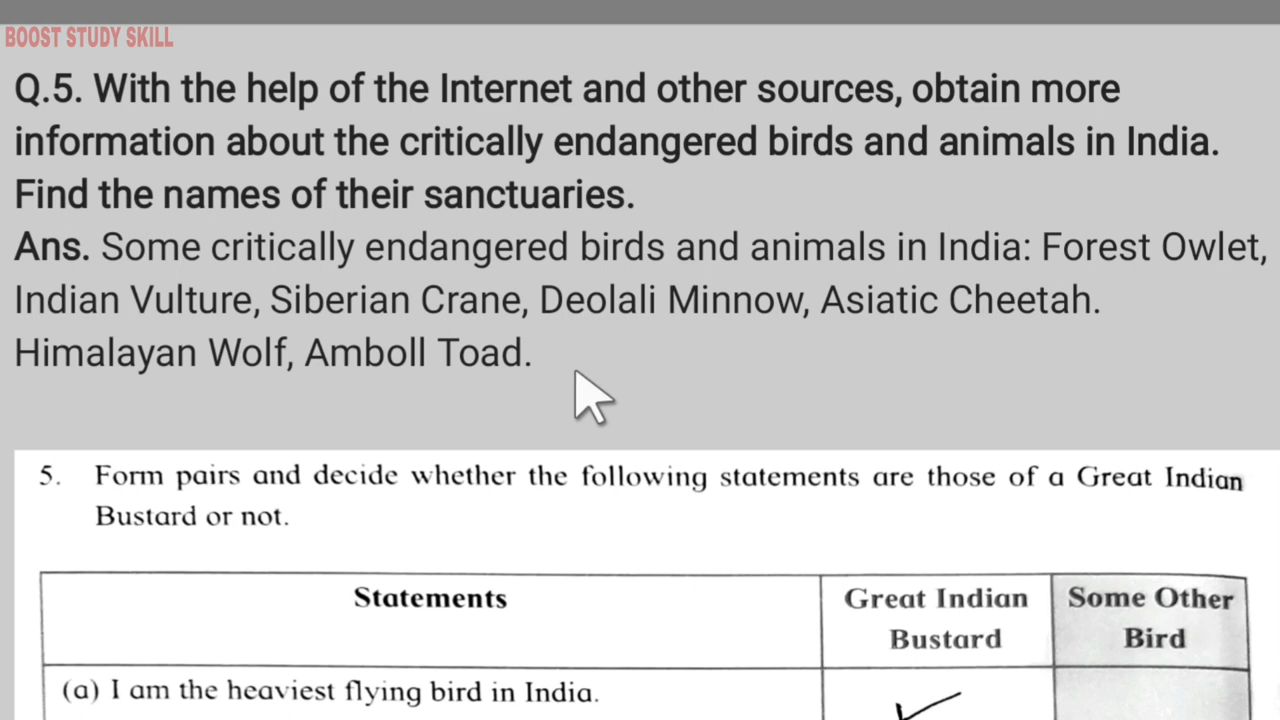 BOOST STUDY SKILL
Q.5. With the help of the Internet and other sources, obtain more
information about the critically endangered birds and animals in India.
Find the names of their sanctuaries.
Ans. Some critically endangered birds and animals in India: Forest Owlet,
Indian Vulture, Siberian Crane, Deolali Minnow, Asiatic Cheetah.
Himalayan Wolf, Amboll Toad.
5. Form pairs and decide whether the following statements are those of a Great Indian
Bustard or not.
Statements
Great Indian
Bustard
Some Other
Bird
(a) I am the heaviest flying bird in India.